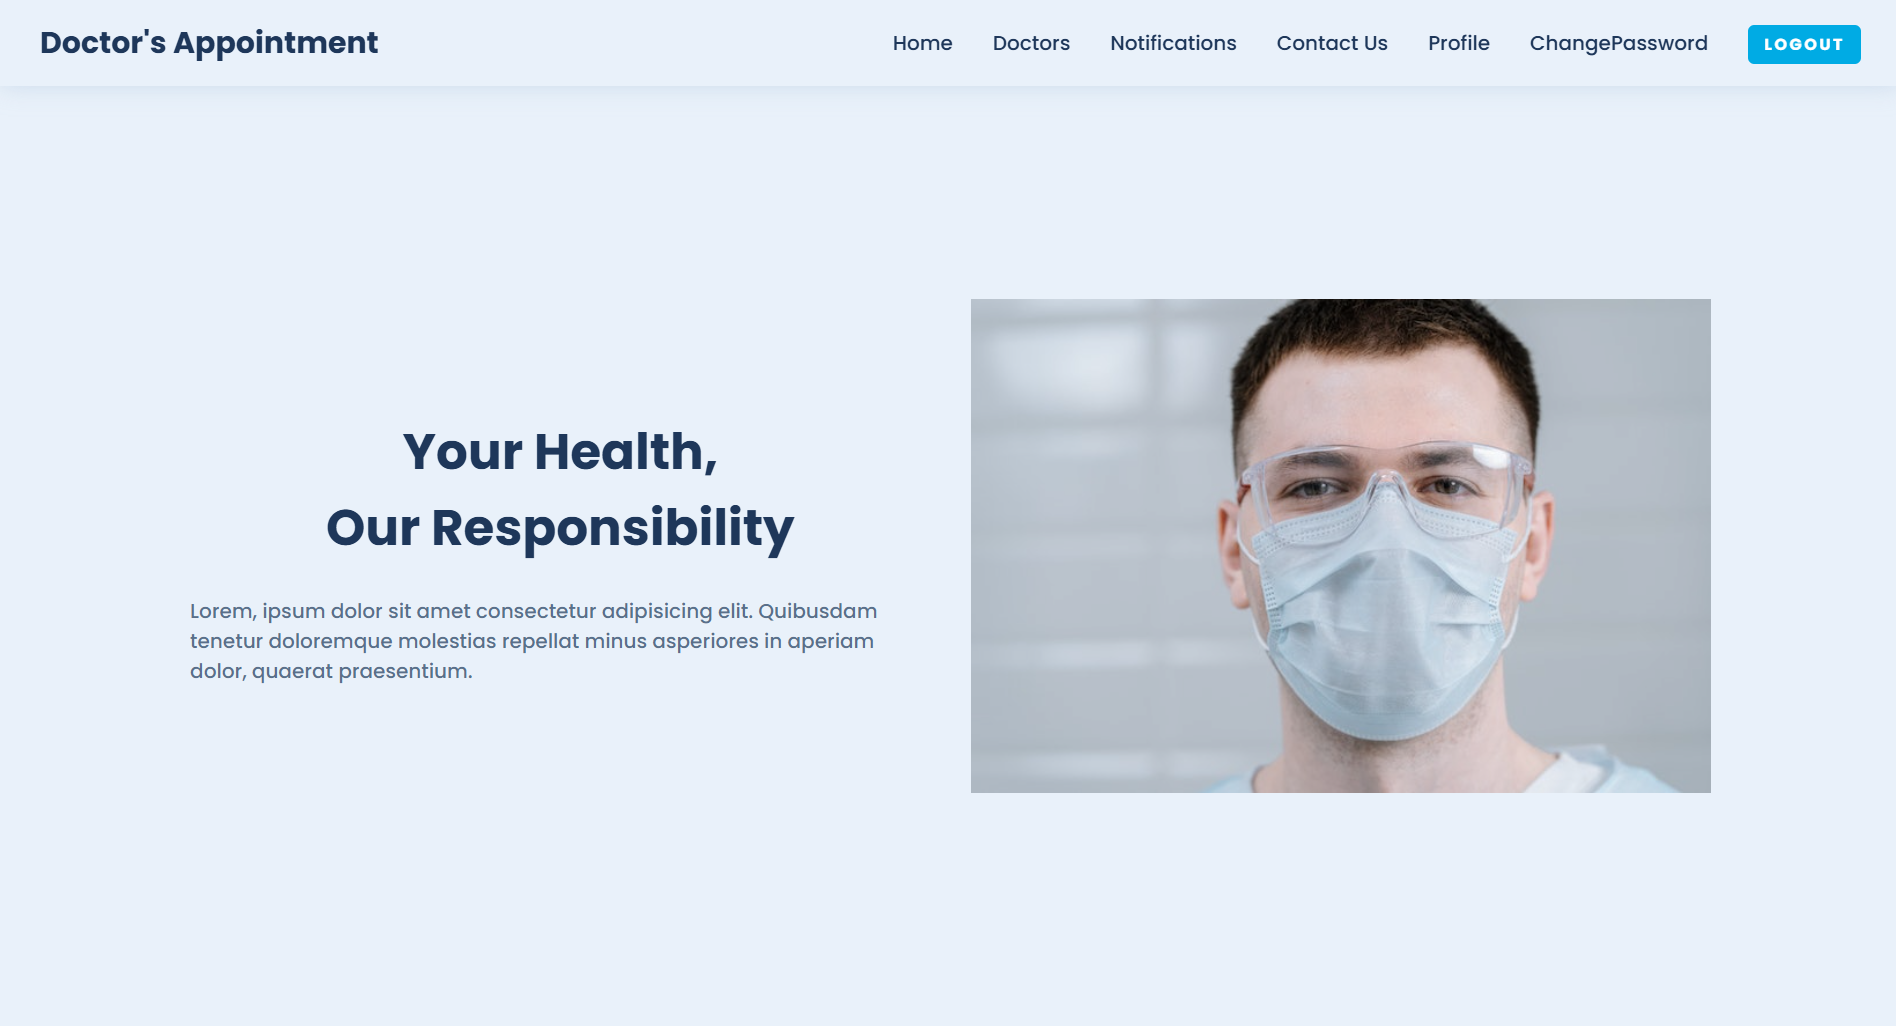 Doctor's Appointment
Home Doctors Notifications Contact Us Profile ChangePassword LOGOUT
Your Health,
Our Responsibility
Lorem, ipsum dolor sit amet consectetur adipisicing elit. Quibusdam
tenetur doloremque molestias repellat minus asperiores in aperiam
dolor, quaerat praesentium.